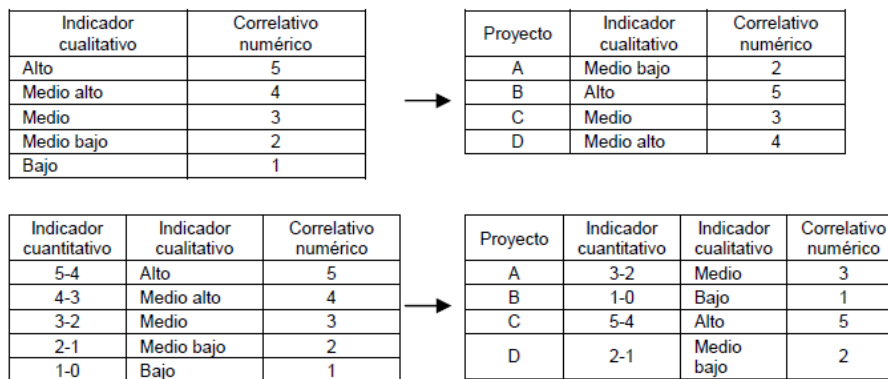 Indicador cualitativo Correlativo numérico
Alto 5
Medio alto 4
Medio 3
Medio bajo 2
Bajo 1
Proyecto Indicador cualitativo Correlativo numérico
A Medio bajo 2
B Alto 5
C Medio 3
D Medio alto 4
Indicador cuantitativo Indicador cualitativo Correlativo numérico
5-4 Alto 5
4-3 Medio alto 4
3-2 Medio 3
2-1 Medio bajo 2
1-0 Bajo 1
Proyecto Indicador cuantitativo Indicador cualitativo Correlativo numérico
A 3-2 Medio 3
B 1-0 Bajo 1
C 5-4 Alto 5
D 2-1 Medio bajo 2